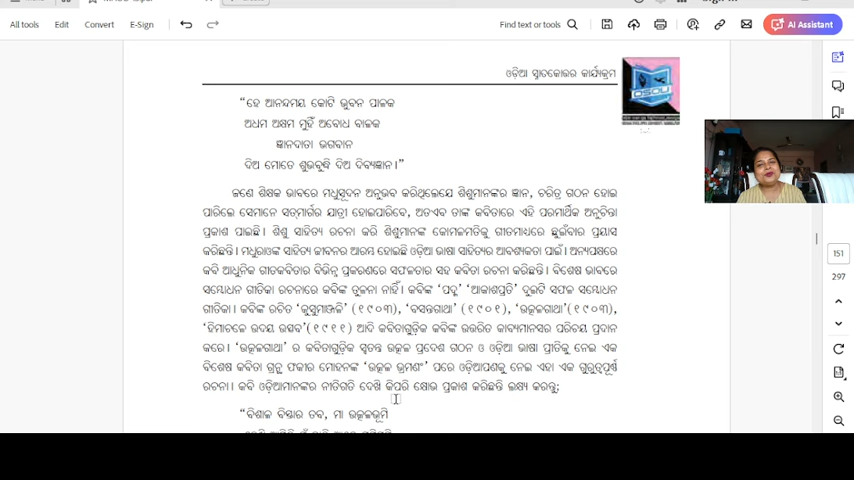 All tools Edit Convert E-Sign Find text or tools AI Assistant
ଓଡ଼ିଆ ସ୍ନାତକୋତ୍ତର କାର୍ଯ୍ୟକ୍ରମ
OSOU
“ହେ ଆନନ୍ଦମୟ କୋଟି ଭୁବନ ପାଳକ
ଅଧମ ଅକ୍ଷମ ମୁହିଁ ଅବୋଧ ବାଳକ
ଜ୍ଞାନଦାତା ଭଗବାନ
ଦିଅ ମୋତେ ଶୁଭବୁଦ୍ଧି ଦିଅ ଦିବ୍ୟଜ୍ଞାନ।”
ଜଣେ ଶିକ୍ଷକ ଭାବରେ ମଧୁସୂଦନ ଅନୁଭବ କରିଥିଲେଯେ ଶିଶୁମାନଙ୍କର ଜ୍ଞାନ, ଚରିତ୍ର ଗଠନ ହୋଇ
ପାରିଲେ ସେମାନେ ସତ୍‌ମାର୍ଗର ଯାତ୍ରୀ ହୋଇପାରିବେ, ଅତଏବ ତାଙ୍କ କବିତାରେ ଏହି ପରମାର୍ଥିକ ଅନୁଚିନ୍ତା
ପ୍ରକାଶ ପାଇଛି। ଶିଶୁ ସାହିତ୍ୟ ରଚନା କରି ଶିଶୁମାନଙ୍କ କୋମଳମତିକୁ ଗୀତମାଧ୍ୟମରେ ଛୁଇଁବାର ପ୍ରୟାସ
କରିଛନ୍ତି। ମଧୁରାଓଙ୍କ ସାହିତ୍ୟ ଜୀବନର ଆରମ୍ଭ ହୋଇଛି ଓଡ଼ିଆ ଭାଷା ସାହିତ୍ୟର ଆବଶ୍ୟକତା ପାଇଁ। ଅନ୍ୟପକ୍ଷରେ
କବି ଆଧୁନିକ ଗୀତକବିତାର ବିଭିନ୍ନ ପ୍ରକରଣରେ ସଫଳତାର ସହ କବିତା ରଚନା କରିଛନ୍ତି। ବିଶେଷ ଭାବରେ
ସମ୍ବୋଧନ ଗୀତିକା ରଚନାରେ କବିଙ୍କ ତୁଳନା ନାହିଁ। କବିଙ୍କ ‘ପଦ୍ମ’ ‘ଆକାଶପ୍ରତି’ ଦୁଇଟି ସଫଳ ସମ୍ବୋଧନ
ଗୀତିକା। କବିଙ୍କ ରଚିତ ‘କୁସୁମାଞ୍ଜଳି’ (୧୯୦୩), ‘ବସନ୍ତଗାଥା’ (୧୯୦୧), ‘ଉତ୍କଳଗାଥା’(୧୯୦୩),
‘ହିମାଚଳେ ଉଦୟ ଉତ୍ସବ’(୧୯୧୧) ଆଦି କବିତାଗୁଡ଼ିକ କବିଙ୍କ ଉତ୍ତରିତ କାବ୍ୟମାନସର ପରିଚୟ ପ୍ରଦାନ
କରେ। ‘ଉତ୍କଳଗାଥା’ ର କବିତାଗୁଡ଼ିକ ସ୍ୱତନ୍ତ୍ର ଉତ୍କଳ ପ୍ରଦେଶ ଗଠନ ଓ ଓଡ଼ିଆ ଭାଷା ପ୍ରୀତିକୁ ନେଇ ଏକ
ବିଶେଷ କବିତା ଗ୍ରନ୍ଥ ଫକୀର ମୋହନଙ୍କ ‘ଉତ୍କଳ ଭ୍ରମଣଂ’ ପରେ ଓଡ଼ିଆପଣକୁ ନେଇ ଏହା ଏକ ଗୁରୁତ୍ୱପୂର୍ଣ୍ଣ
ରଚନା। କବି ଓଡ଼ିଆମାନଙ୍କର ନୀତିଗତି ଦେଖି କିପରି କ୍ଷୋଭ ପ୍ରକାଶ କରିଛନ୍ତି ଲକ୍ଷ୍ୟ କରନ୍ତୁ;
“ବିଶାଳ ବିସ୍ତାର ତବ, ମା ଉତ୍କଳଭୂମି
151
297